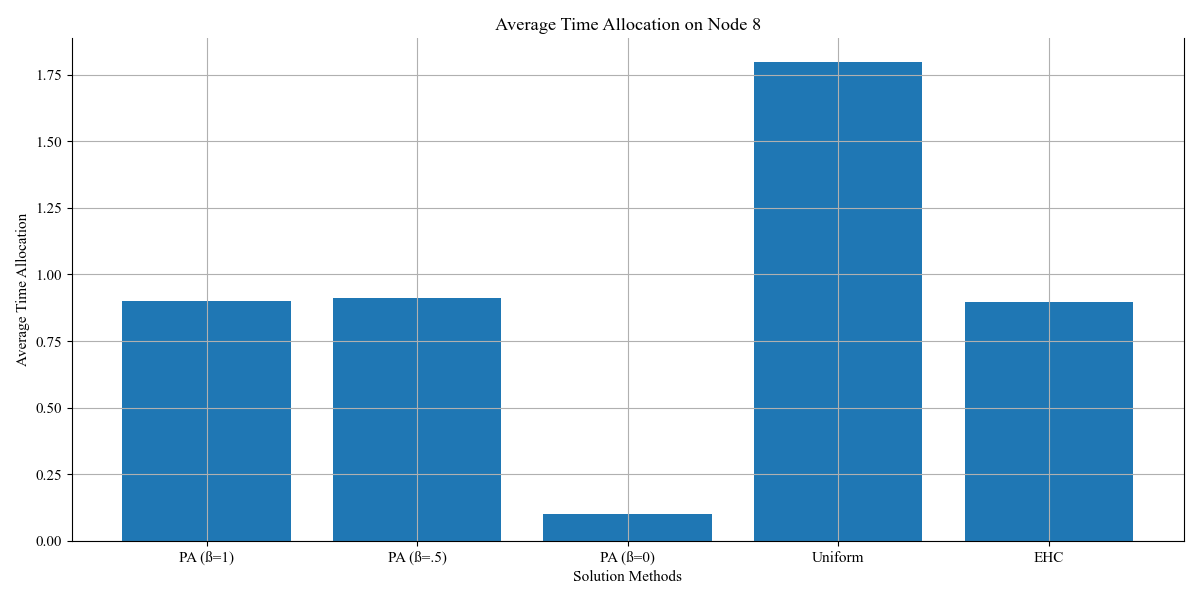 Average Time Allocation on Node 8
Average Time Allocation
1.75
1.50
1.25
1.00
0.75
0.50
0.25
0.00
PA (ß=1) PA (ß=.5) PA (ß=0) Uniform EHC
Solution Methods